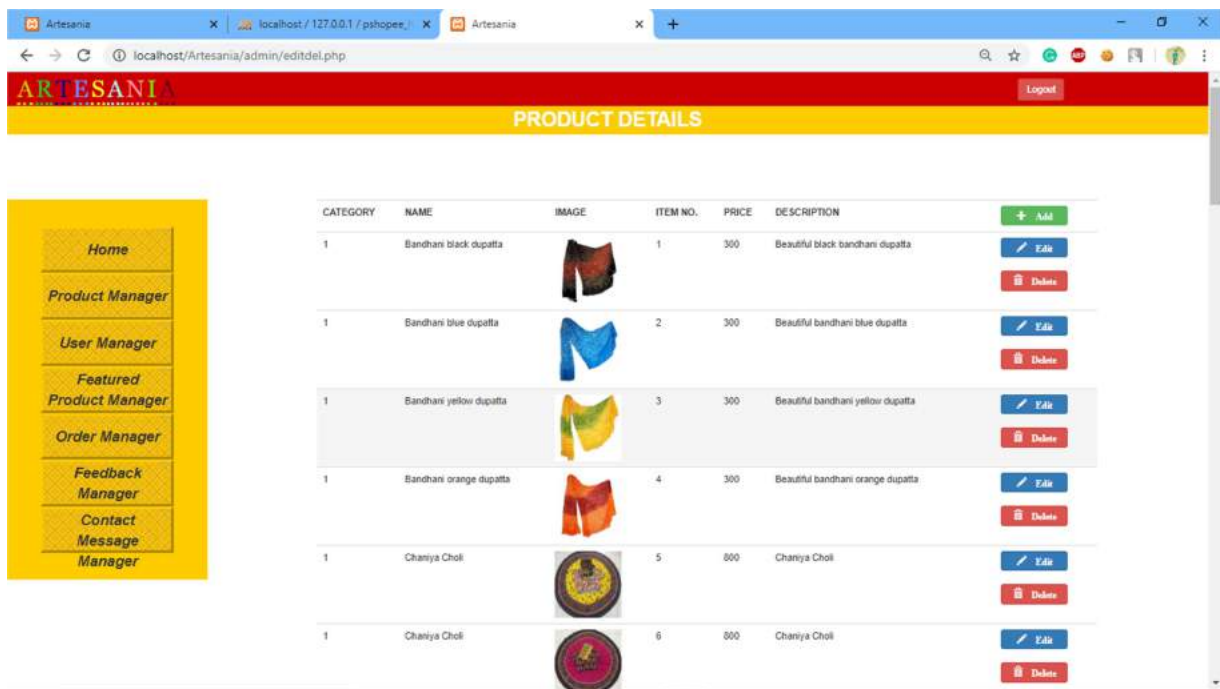 Artesania
localhost / 127.0.0.1 / pshopee_
Artesania
localhost/Artesania/admin/editdel.php
ABP
ARTESANIA
Logout
PRODUCT DETAILS
Home
Product Manager
User Manager
Featured
Product Manager
Order Manager
Feedback
Manager
Contact
Message
Manager
CATEGORY NAME IMAGE ITEM NO. PRICE DESCRIPTION Add
1 Bandhani black dupatta 1 300 Beautiful black bandhani dupatta Edit
Delete
1 Bandhani blue dupatta 2 300 Beautiful bandhani blue dupatta Edit
Delete
1 Bandhani yellow dupatta 3 300 Beautiful bandhani yellow dupatta Edit
Delete
1 Bandhani orange dupatta 4 300 Beautiful bandhani orange dupatta Edit
Delete
1 Chaniya Choli 5 800 Chaniya Choli Edit
Delete
1 Chaniya Choli 6 800 Chaniya Choli Edit
Delete